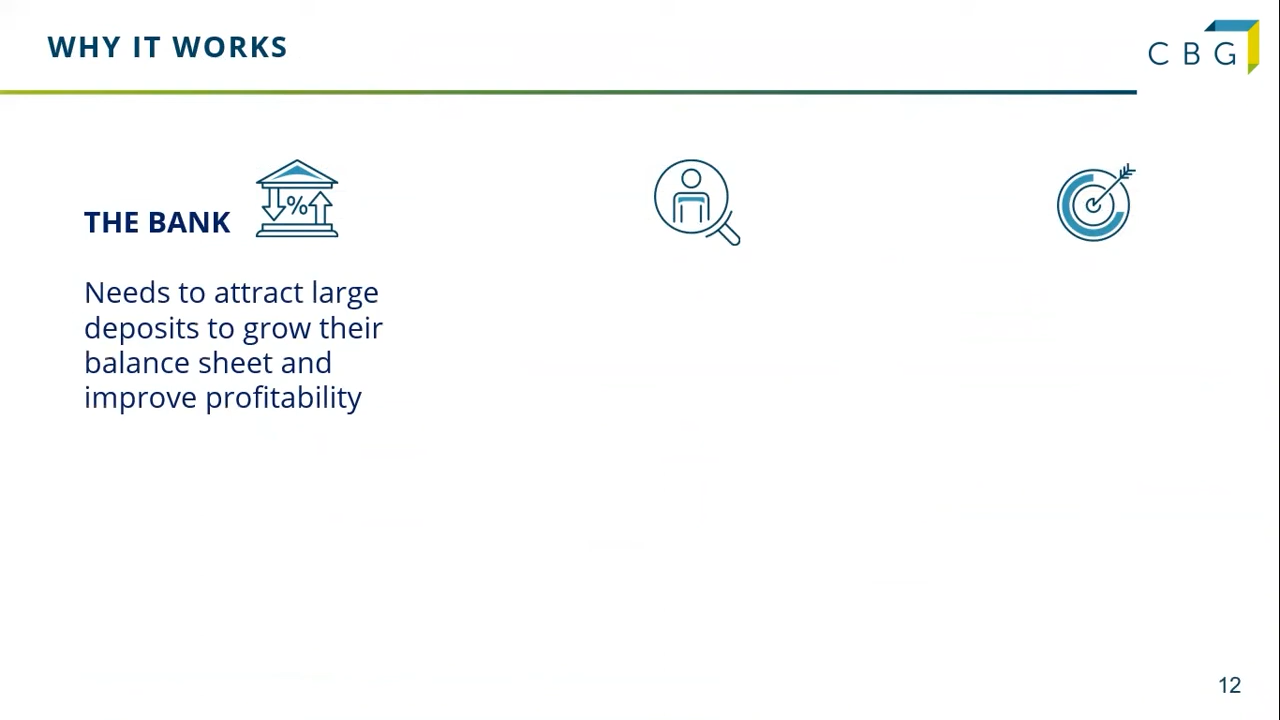 WHY IT WORKS
CBG
THE BANK
%
Needs to attract large
deposits to grow their
balance sheet and
improve profitability
12